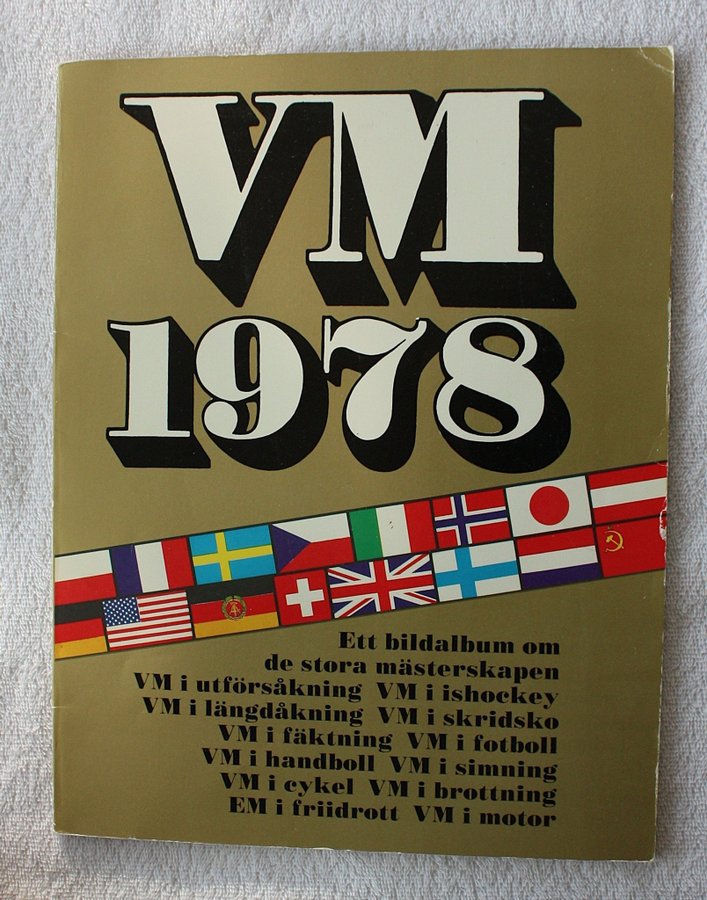 VM
1978
Ett bildalbum om
de stora mästerskapen
VM i utförsåkning VM i ishockey
VM i längdåkning VM i skridsko
VM i fäktning VM i fotboll
VM i handboll VM i simning
VM i cykel VM i brottning
EM i friidrott VM i motor